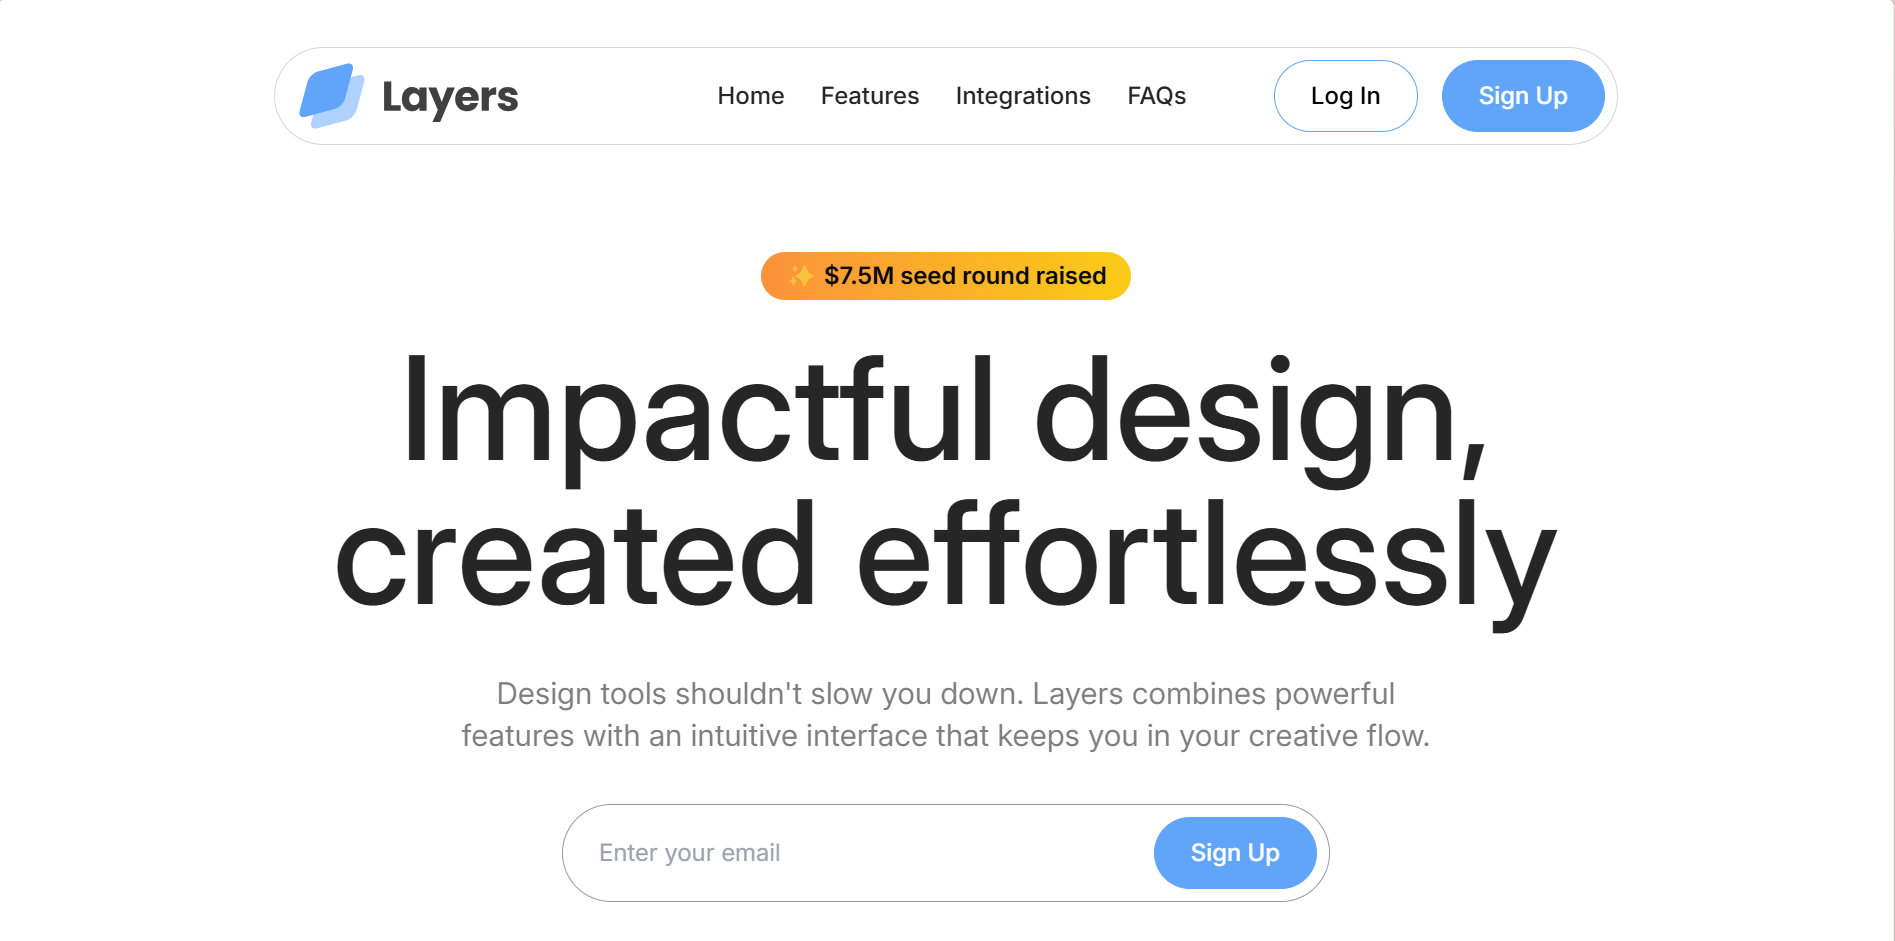 Layers
Home Features Integrations FAQs Log In Sign Up
✨ $7.5M seed round raised
Impactful design,
created effortlessly
Design tools shouldn't slow you down. Layers combines powerful
features with an intuitive interface that keeps you in your creative flow.
Enter your email Sign Up